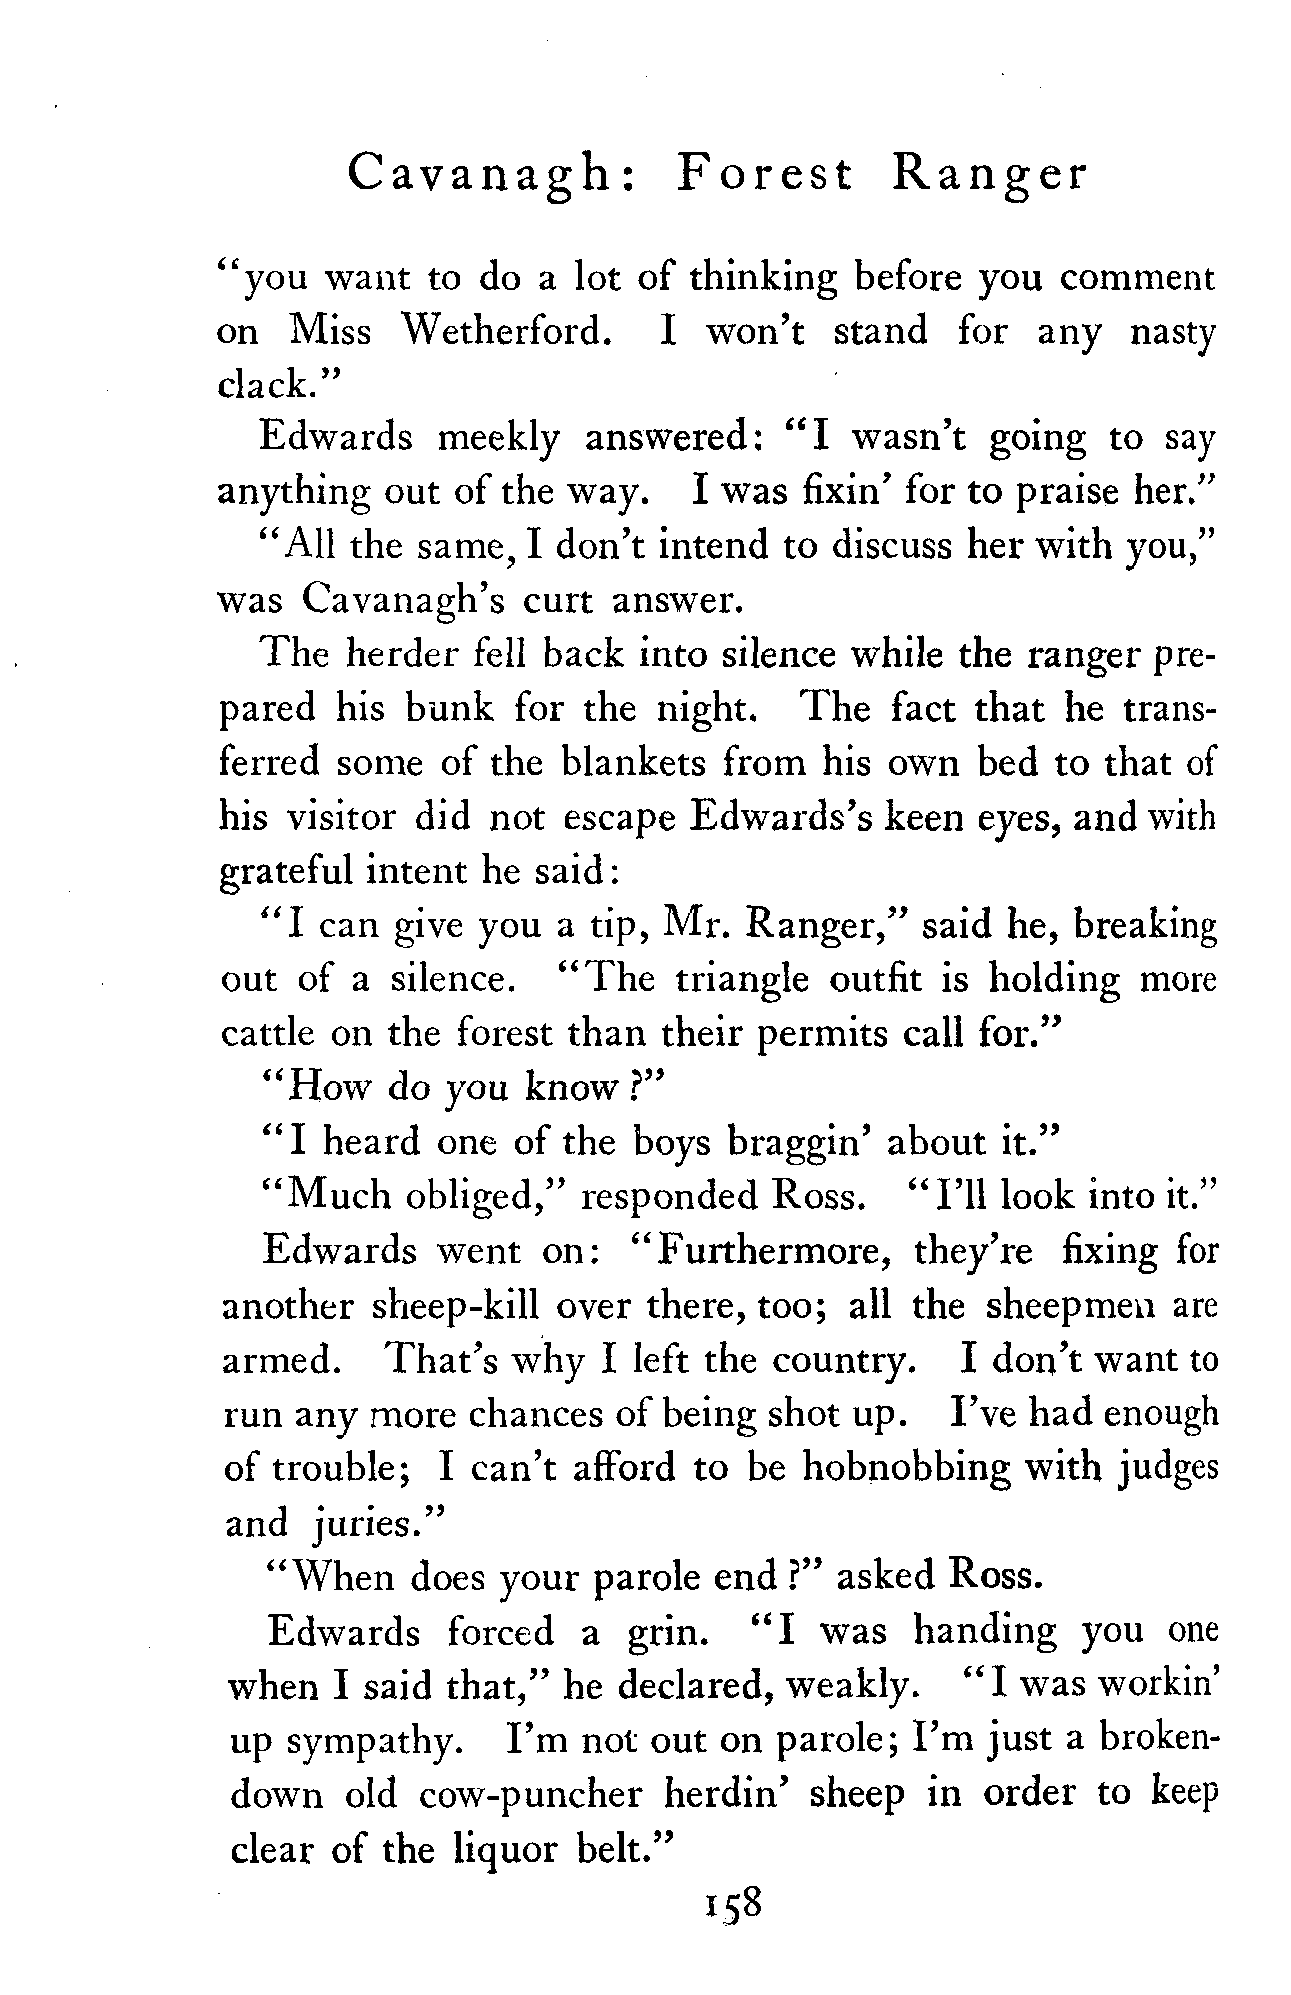 Cavanagh: Forest Ranger
"you want to do a lot of thinking before you comment
on Miss Wetherford. I won't stand for any nasty
clack."
Edwards meekly answered: "I wasn't going to say
anything out of the way. I was fixin' for to praise her."
"All the same, I don't intend to discuss her with you,"
was Cavanagh's curt answer.
The herder fell back into silence while the ranger pre-
pared his bunk for the night. The fact that he trans-
ferred some of the blankets from his own bed to that of
his visitor did not escape Edwards's keen eyes, and with
grateful intent he said:
"I can give you a tip, Mr. Ranger," said he, breaking
out of a silence. "The triangle outfit is holding more
cattle on the forest than their permits call for."
"How do you know?"
"I heard one of the boys braggin' about it."
"Much obliged," responded Ross. "I'll look into it."
Edwards went on: "Furthermore, they're fixing for
another sheep-kill over there, too; all the sheepmen are
armed. That's why I left the country. I don't want to
run any more chances of being shot up. I've had enough
of trouble; I can't afford to be hobnobbing with judges
and juries."
"When does your parole end?" asked Ross.
Edwards forced a grin. "I was handing you one
when I said that," he declared, weakly. "I was workin'
up sympathy. I'm not out on parole; I'm just a broken-
down old cow-puncher herdin' sheep in order to keep
clear of the liquor belt."
158